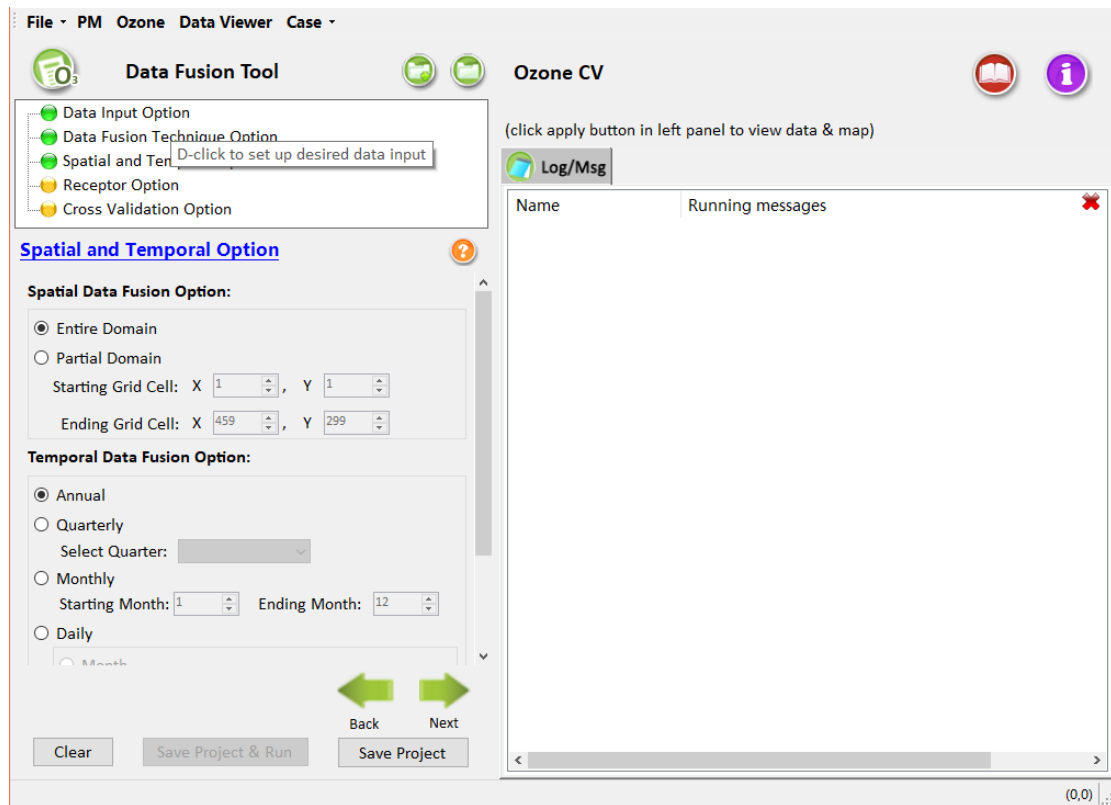 File PM Ozone Data Viewer Case
O3
Data Fusion Tool
Ozone CV
i
Data Input Option
Data Fusion Technique Option
Spatial and Ten
D-click to set up desired data input
Receptor Option
Cross Validation Option
(click apply button in left panel to view data & map)
Log/Msg
Name Running messages
Spatial and Temporal Option
?
Spatial Data Fusion Option:
Entire Domain
Partial Domain
Starting Grid Cell: X 1 , Y 1
Ending Grid Cell: X 459 , Y 299
Temporal Data Fusion Option:
Annual
Quarterly
Select Quarter:
Monthly
Starting Month: 1 Ending Month: 12
Daily
Month
Back Next
Clear Save Project & Run Save Project
(0,0)